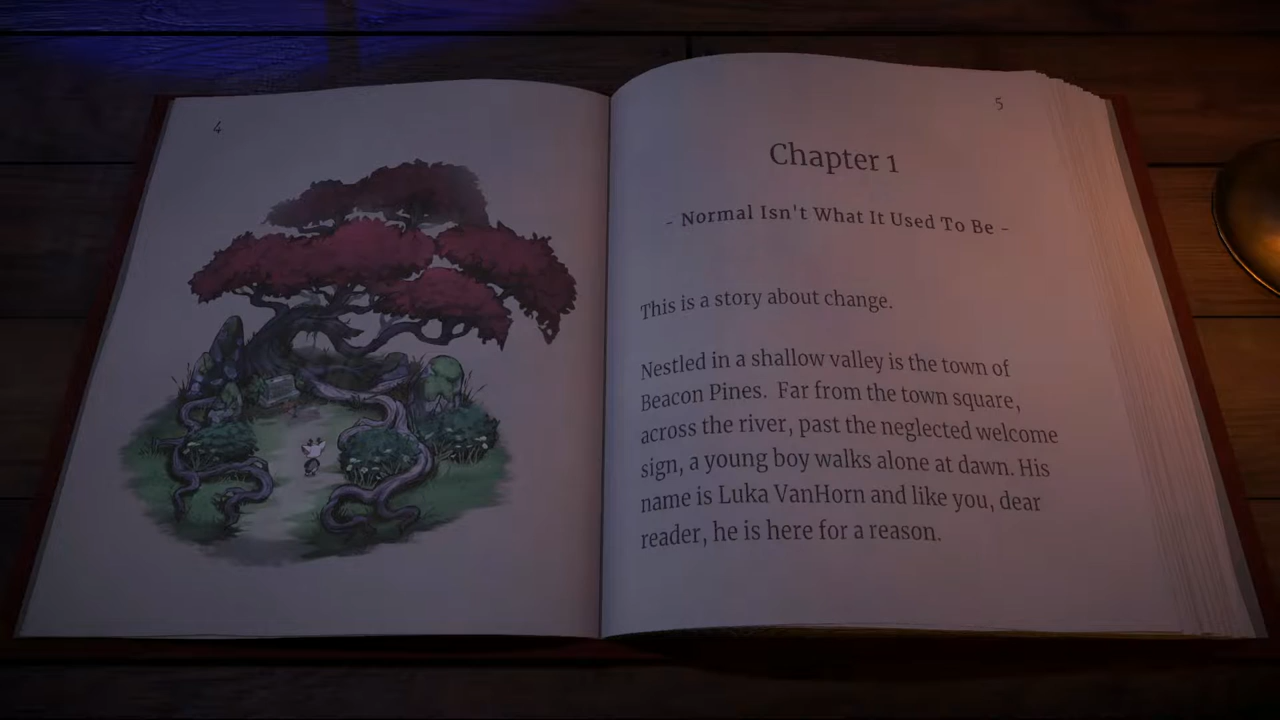 4
5
Chapter 1
- Normal Isn't What It Used To Be -
This is a story about change.
Nestled in a shallow valley is the town of
Beacon Pines.  Far from the town square,
across the river, past the neglected welcome
sign, a young boy walks alone at dawn. His
name is Luka VanHorn and like you, dear
reader, he is here for a reason.